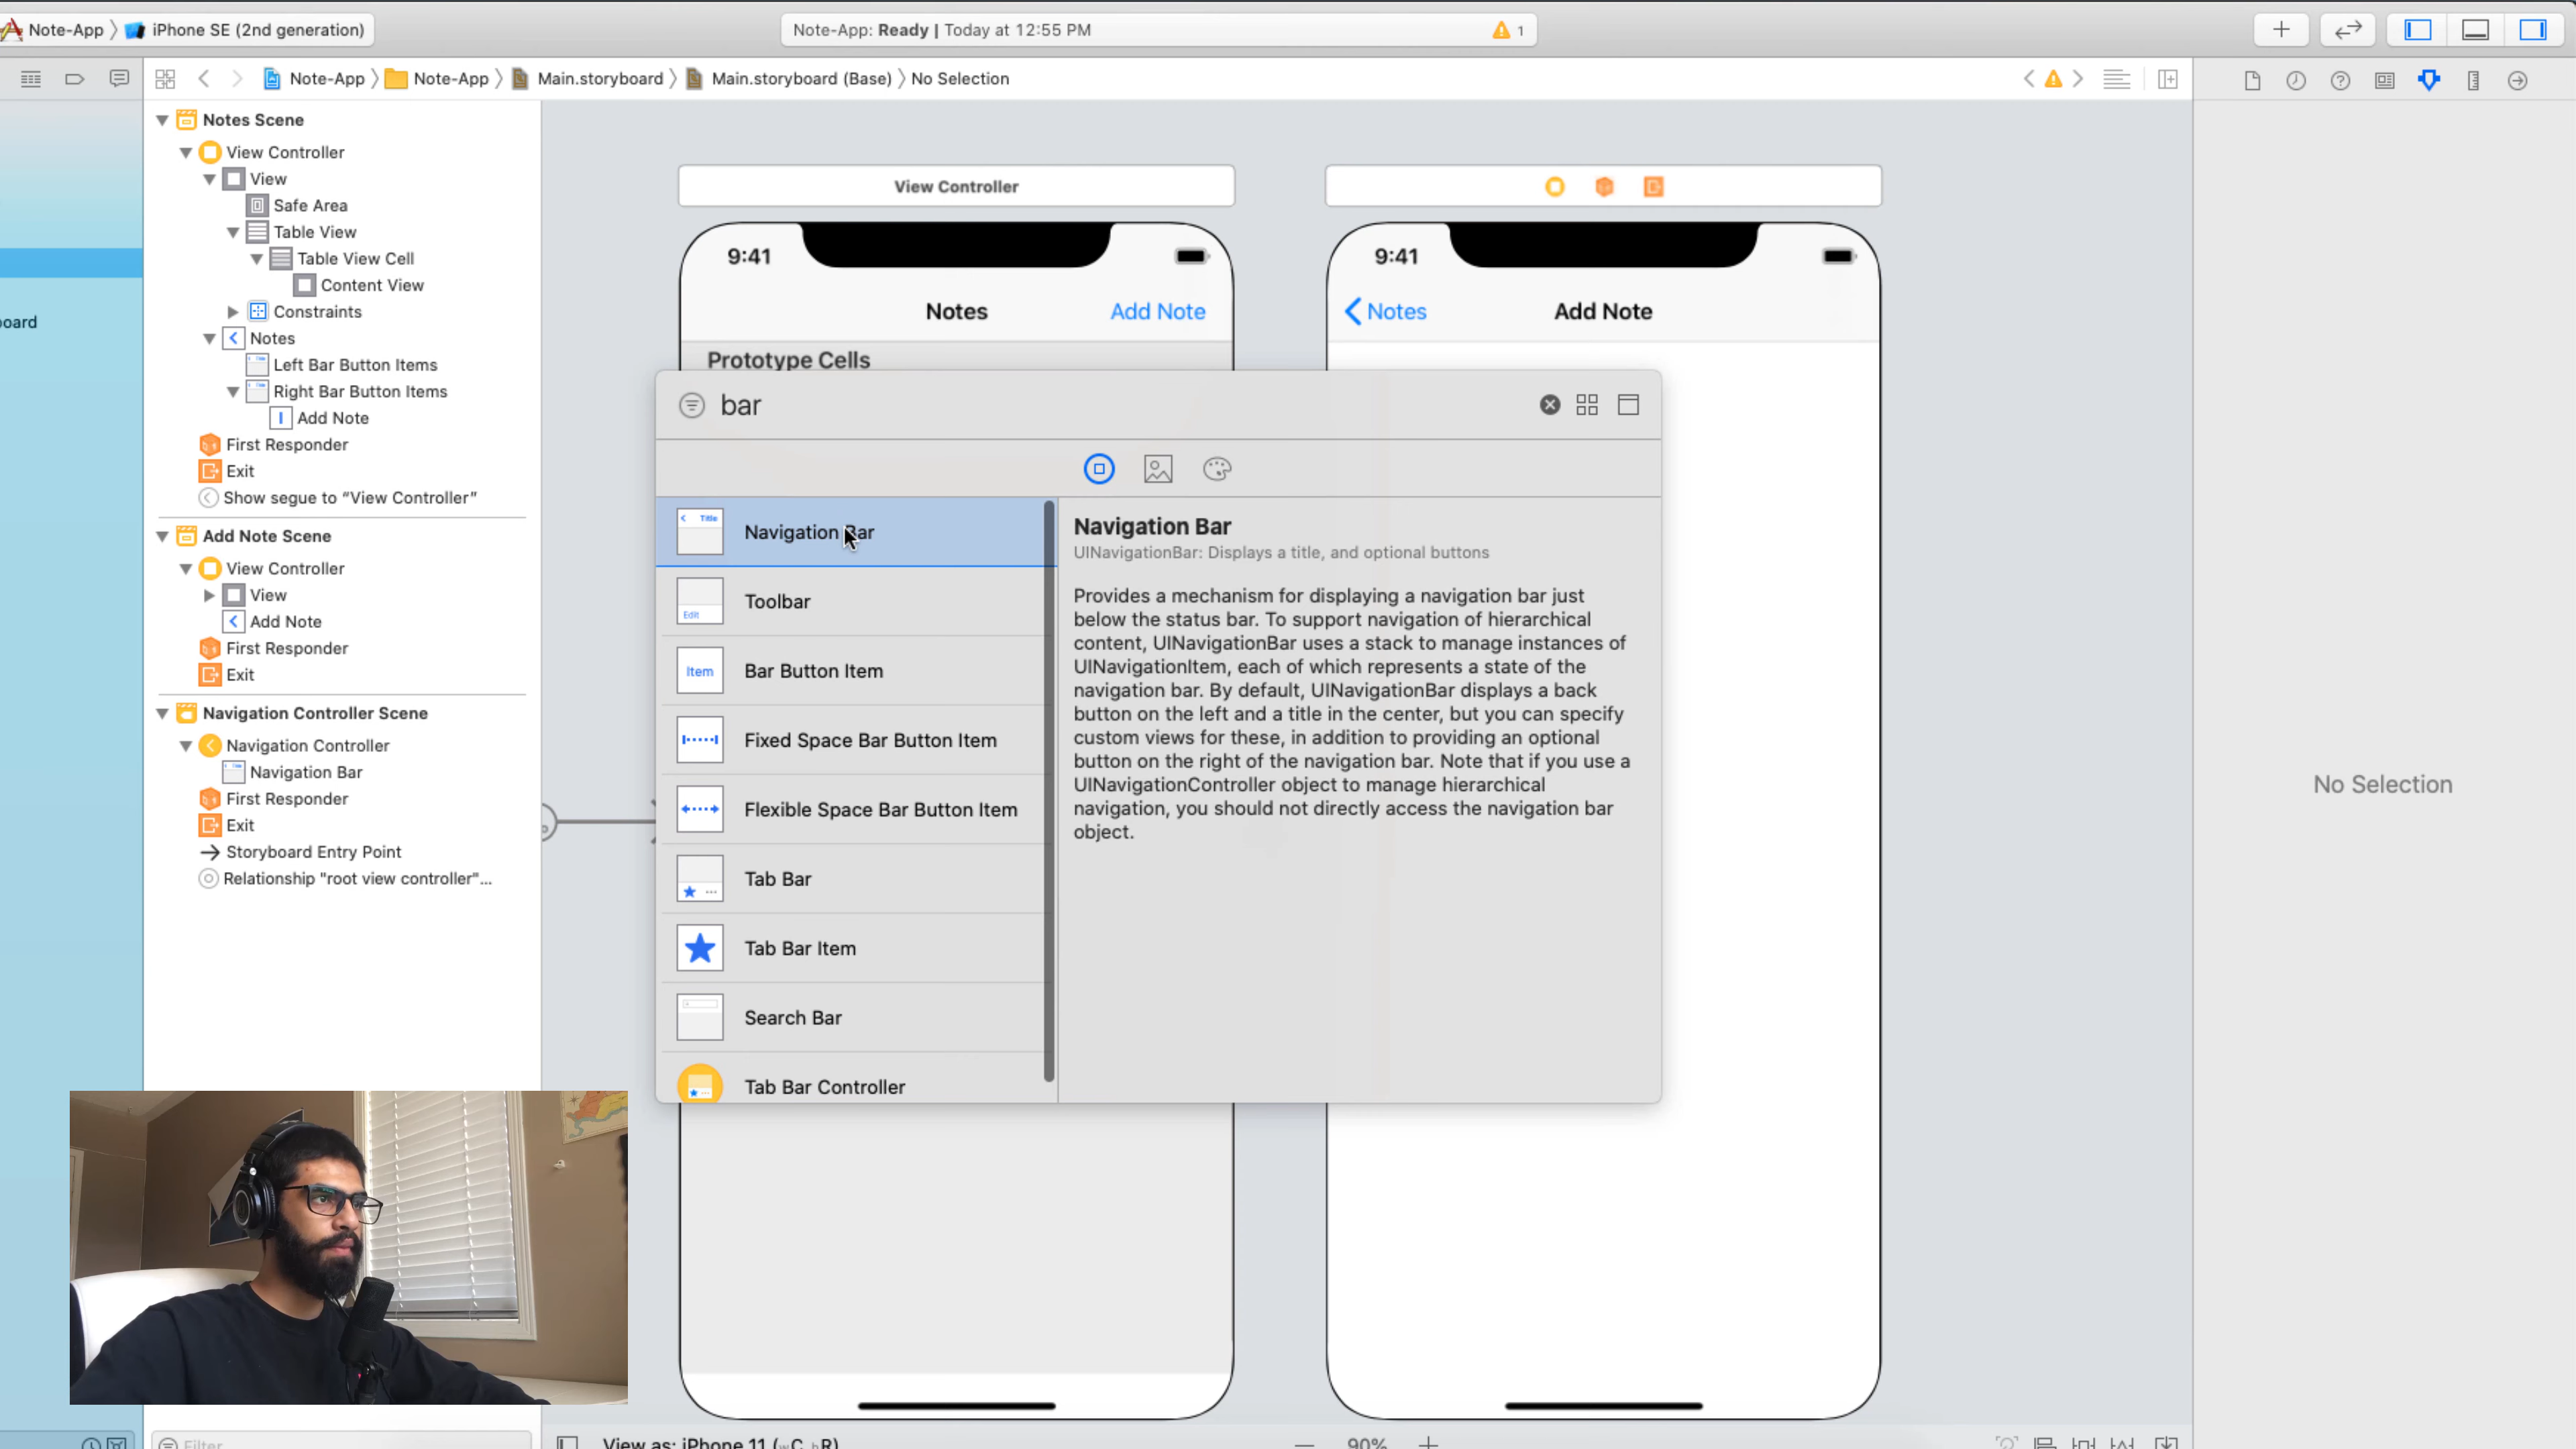 Note-App 〉 iPhone SE (2nd generation)
Note-App: Ready | Today at 12:55 PM
1
Note-App 〉 Note-App 〉 Main.storyboard 〉 Main.storyboard (Base) 〉 No Selection
Notes Scene
View Controller
View
Safe Area
Table View
Table View Cell
Content View
Constraints
Notes
Left Bar Button Items
Right Bar Button Items
Add Note
First Responder
Exit
Show segue to “View Controller”
Add Note Scene
View Controller
View
Add Note
First Responder
Exit
Navigation Controller Scene
Navigation Controller
Navigation Bar
First Responder
Exit
Storyboard Entry Point
Relationship "root view controller"...
Filter
View Controller
9:41
Notes
Add Note
Prototype Cells
9:41
Notes
Add Note
bar
Title
Navigation Bar
Edit
Toolbar
Item
Bar Button Item
Fixed Space Bar Button Item
Flexible Space Bar Button Item
Tab Bar
Tab Bar Item
Search Bar
Tab Bar Controller
Navigation Bar
UINavigationBar: Displays a title, and optional buttons
Provides a mechanism for displaying a navigation bar just
below the status bar. To support navigation of hierarchical
content, UINavigationBar uses a stack to manage instances of
UINavigationItem, each of which represents a state of the
navigation bar. By default, UINavigationBar displays a back
button on the left and a title in the center, but you can specify
custom views for these, in addition to providing an optional
button on the right of the navigation bar. Note that if you use a
UINavigationController object to manage hierarchical
navigation, you should not directly access the navigation bar
object.
No Selection
View as: iPhone 11 (wC hR)
90%